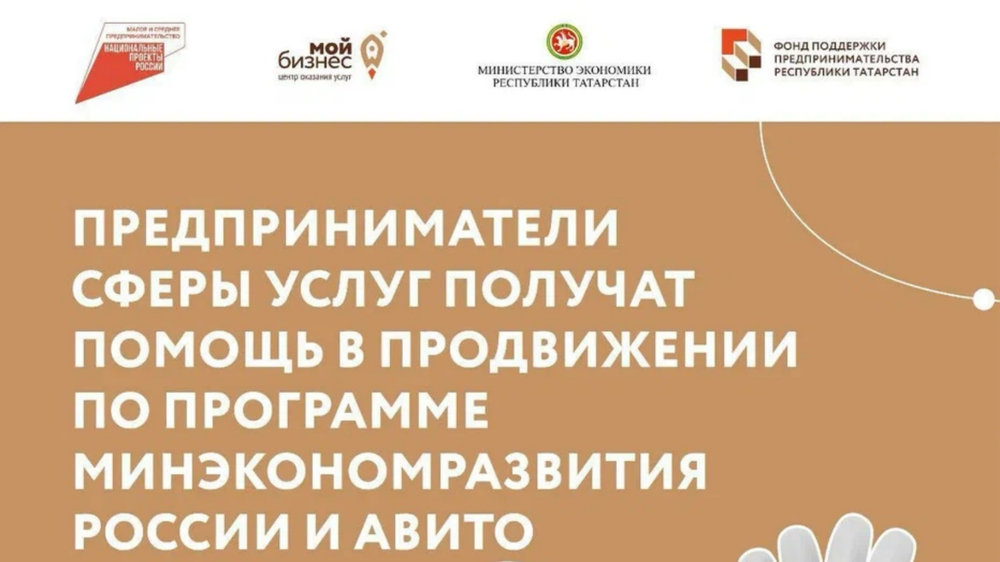 МАЛОЕ И СРЕДНЕЕ
ПРЕДПРИНИМАТЕЛЬСТВО
НАЦИОНАЛЬНЫЕ
ПРОЕКТЫ
РОССИИ
мой
бизнес
центр оказания услуг
МИНИСТЕРСТВО ЭКОНОМИКИ
РЕСПУБЛИКИ ТАТАРСТАН
ФОНД ПОДДЕРЖКИ
ПРЕДПРИНИМАТЕЛЬСТВА
РЕСПУБЛИКИ ТАТАРСТАН
ПРЕДПРИНИМАТЕЛИ
СФЕРЫ УСЛУГ ПОЛУЧАТ
ПОМОЩЬ В ПРОДВИЖЕНИИ
ПО ПРОГРАММЕ
МИНЭКОНОМРАЗВИТИЯ
РОССИИ И АВИТО